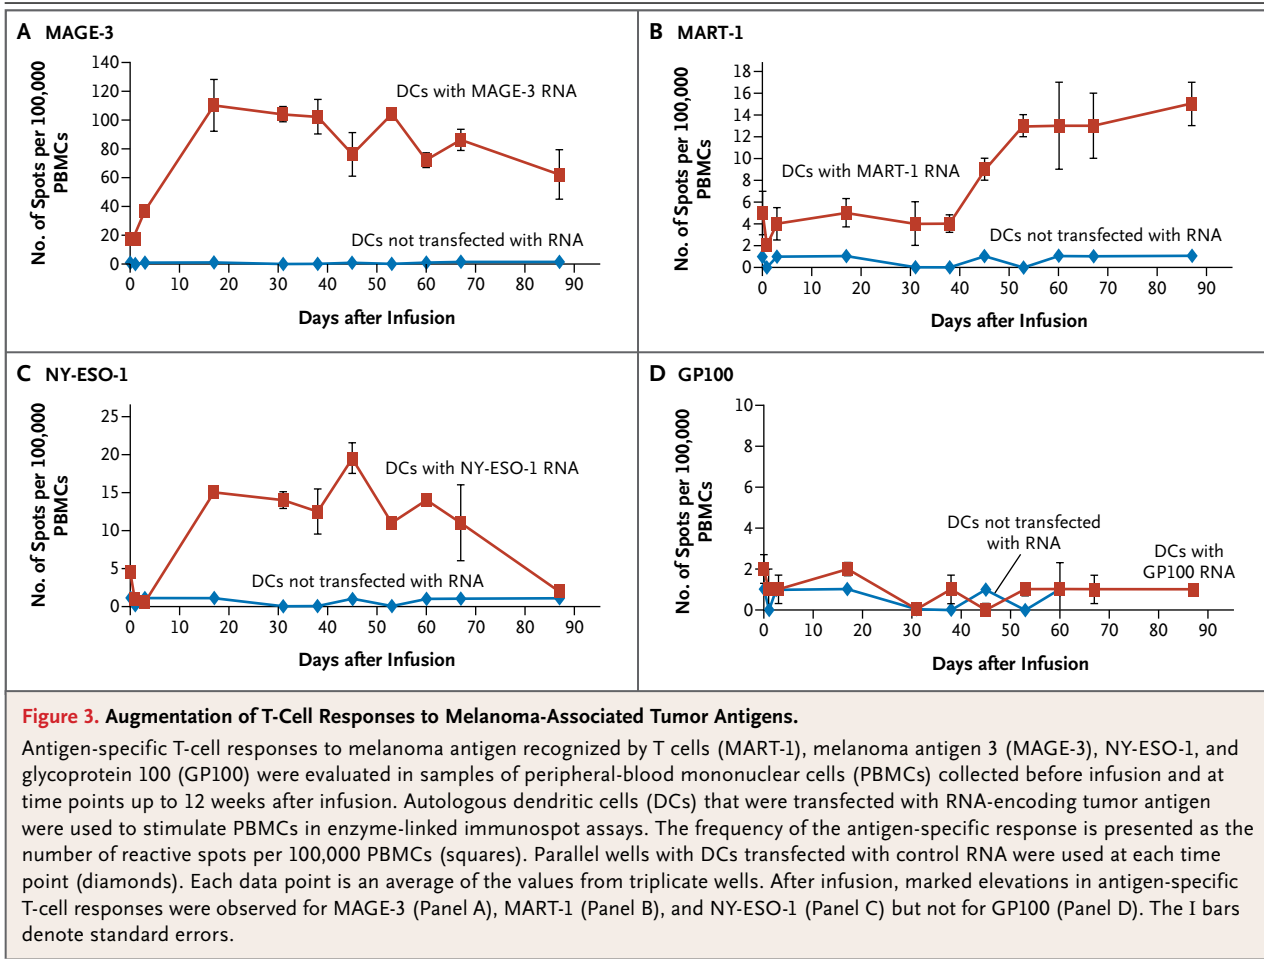 A MAGE-3
No. of Spots per 100,000
PBMCs
140
120
100
80
60
40
20
0
DCs with MAGE-3 RNA
DCs not transfected with RNA
0 10 20 30 40 50 60 70 80 90
Days after Infusion
B MART-1
No. of Spots per 100,000
PBMCs
18
16
14
12
10
8
6
4
2
0
DCs with MART-1 RNA
DCs not transfected with RNA
0 10 20 30 40 50 60 70 80 90
Days after Infusion
C NY-ESO-1
No. of Spots per 100,000
PBMCs
25
20
15
10
5
0
DCs with NY-ESO-1 RNA
DCs not transfected with RNA
0 10 20 30 40 50 60 70 80 90
Days after Infusion
D GP100
No. of Spots per 100,000
PBMCs
10
8
6
4
2
0
DCs not transfected
with RNA
DCs with
GP100 RNA
0 10 20 30 40 50 60 70 80 90
Days after Infusion
Figure 3. Augmentation of T-Cell Responses to Melanoma-Associated Tumor Antigens.
Antigen-specific T-cell responses to melanoma antigen recognized by T cells (MART-1), melanoma antigen 3 (MAGE-3), NY-ESO-1, and
glycoprotein 100 (GP100) were evaluated in samples of peripheral-blood mononuclear cells (PBMCs) collected before infusion and at
time points up to 12 weeks after infusion. Autologous dendritic cells (DCs) that were transfected with RNA-encoding tumor antigen
were used to stimulate PBMCs in enzyme-linked immunospot assays. The frequency of the antigen-specific response is presented as the
number of reactive spots per 100,000 PBMCs (squares). Parallel wells with DCs transfected with control RNA were used at each time
point (diamonds). Each data point is an average of the values from triplicate wells. After infusion, marked elevations in antigen-specific
T-cell responses were observed for MAGE-3 (Panel A), MART-1 (Panel B), and NY-ESO-1 (Panel C) but not for GP100 (Panel D). The I bars
denote standard errors.